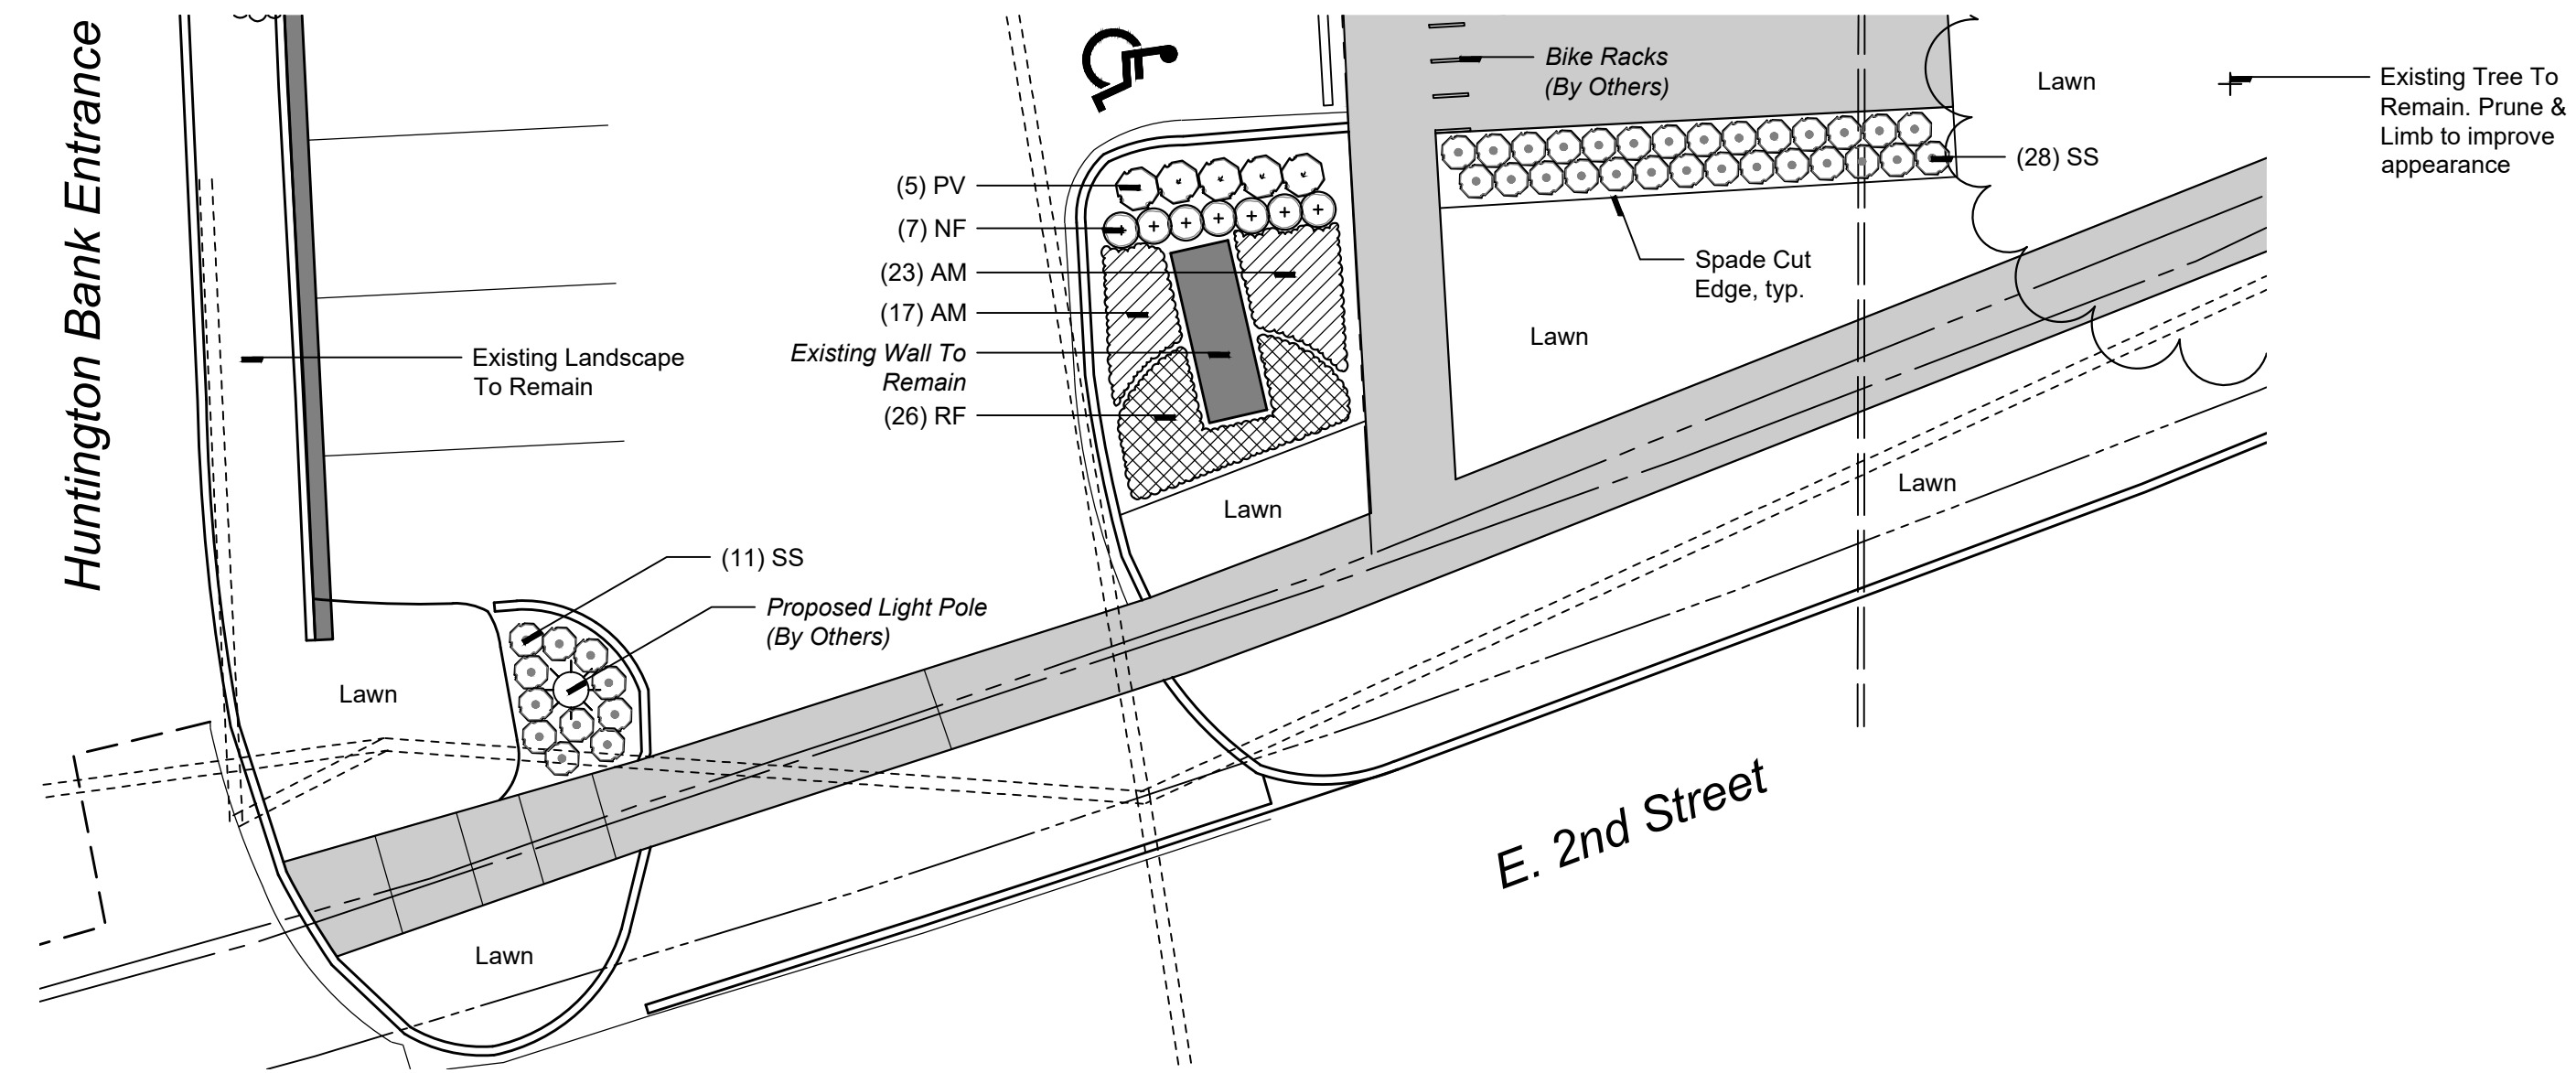 Huntington Bank Entrance
Bike Racks
(By Others)
Lawn
Existing Tree To
Remain. Prune &
Limb to improve
appearance
(28) SS
(5) PV
(7) NF
(23) AM
(17) AM
Existing Wall To
Remain
(26) RF
Spade Cut
Edge, typ.
Lawn
Existing Landscape
To Remain
Lawn
Lawn
(11) SS
Proposed Light Pole
(By Others)
Lawn
E. 2nd Street
Lawn